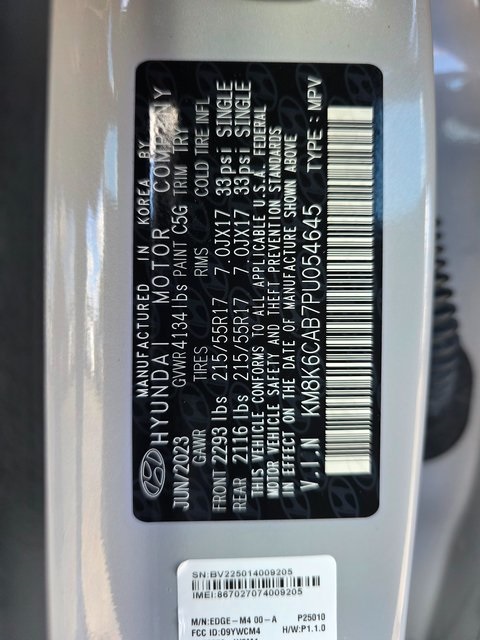 MANUFACTURED IN KOREA BY
HYUNDAI MOTOR COMPANY
JUN/2023 GVWR 4134 lbs PAINT C5G TRIM TRY
GAWR TIRES RMS COLD TIRE INFL
FRONT 2293 lbs 215/55R17 7.0JX17 33psi SINGLE
REAR 2116 lbs 215/55R17 7.0JX17 33psi SINGLE
THIS VEHICLE CONFORMS TO ALL APPLICABLE U.S.A. FEDERAL
MOTOR VEHICLE SAFETY AND THEFT PREVENTION STANDARDS
IN EFFECT ON THE DATE OF MANUFACTURE SHOWN ABOVE
V.I.N KM8K6CAB7PU054645 TYPE : MPV
SN:BV225014009205
IMEI:867027074009205
M/N:EDGE-M4 00-A P25010
FCC ID:09YWCM4 H/W:P1.1.0